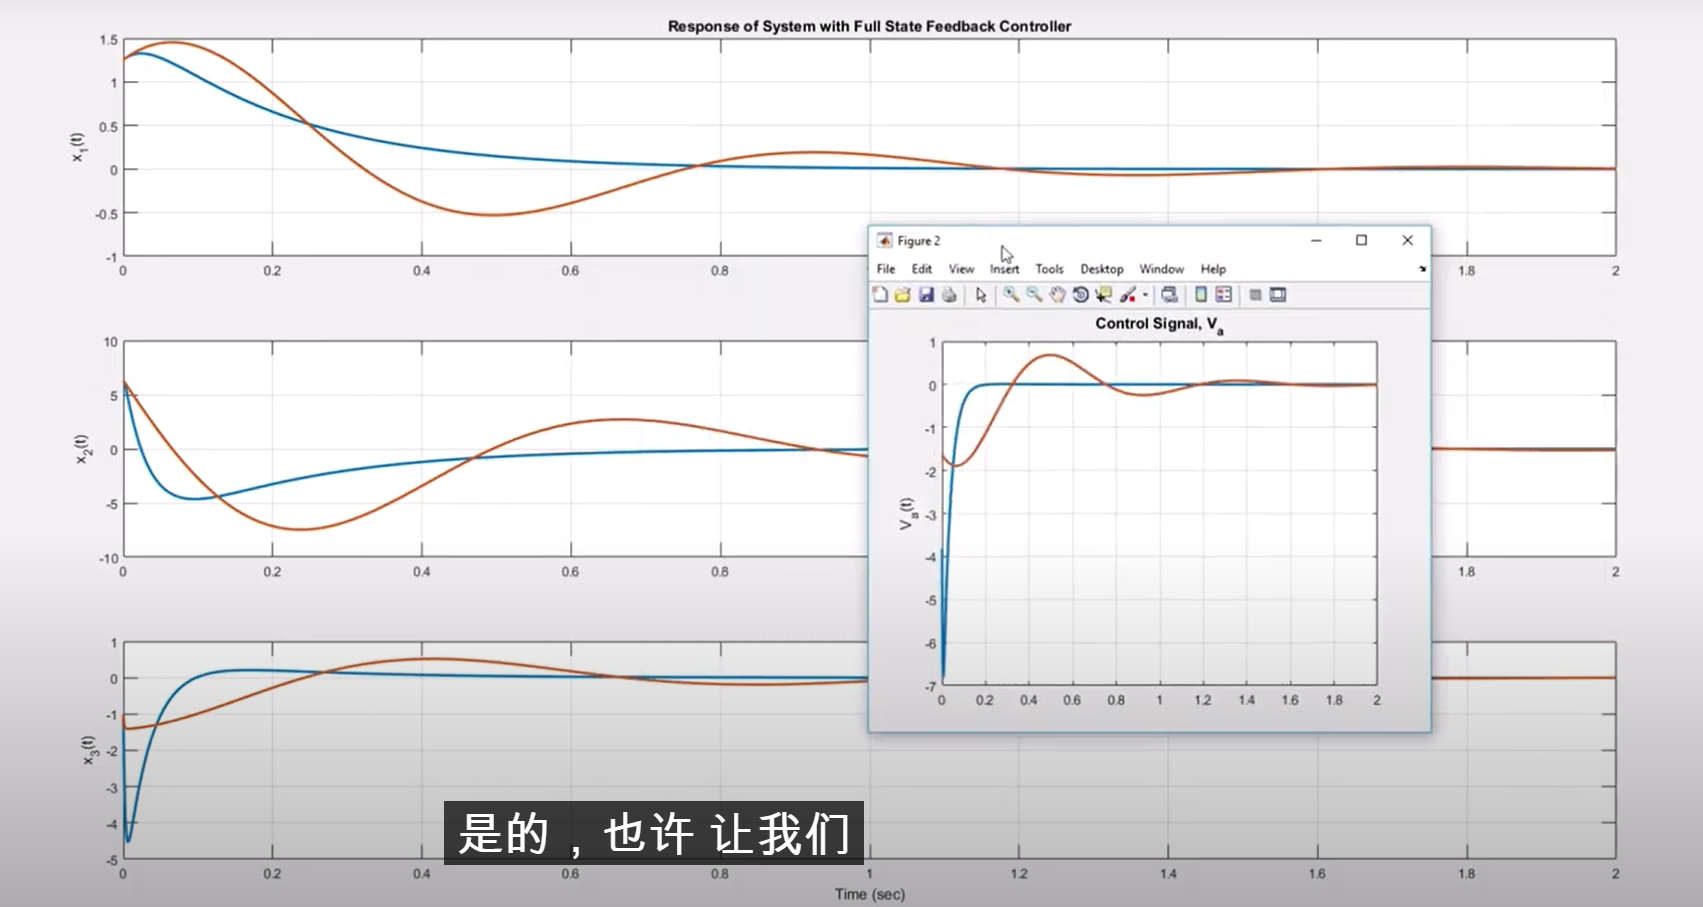 Response of System with Full State Feedback Controller
1.5
1
0.5
0
-0.5
-1
x1(t)
0 0.2 0.4 0.6 0.8 1.8 2
10
5
0
-5
-10
x2(t)
0 0.2 0.4 0.6 0.8 1.8 2
1
0
-1
-2
-3
-4
-5
x3(t)
0 0.2 0.4 0.6 0.8 1 1.2 1.4 1.6 1.8 2
Time (sec)
Figure 2
File Edit View Insert Tools Desktop Window Help
Control Signal, Va
1
0
-1
-2
-3
-4
-5
-6
-7
Va(t)
0 0.2 0.4 0.6 0.8 1 1.2 1.4 1.6 1.8 2
是的，也许 让我们